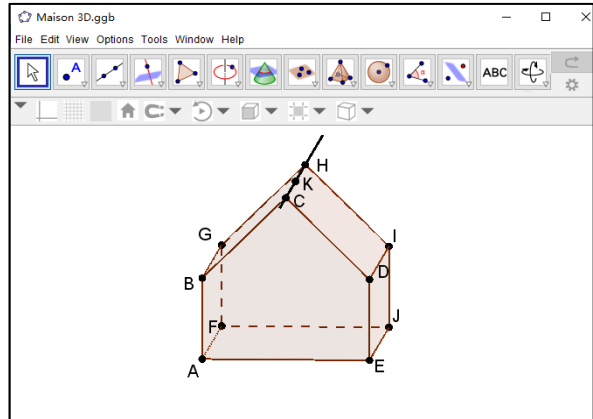 Maison 3D.ggb
File Edit View Options Tools Window Help
A
ABC
H
K
C
G
I
B
D
F
J
A
E